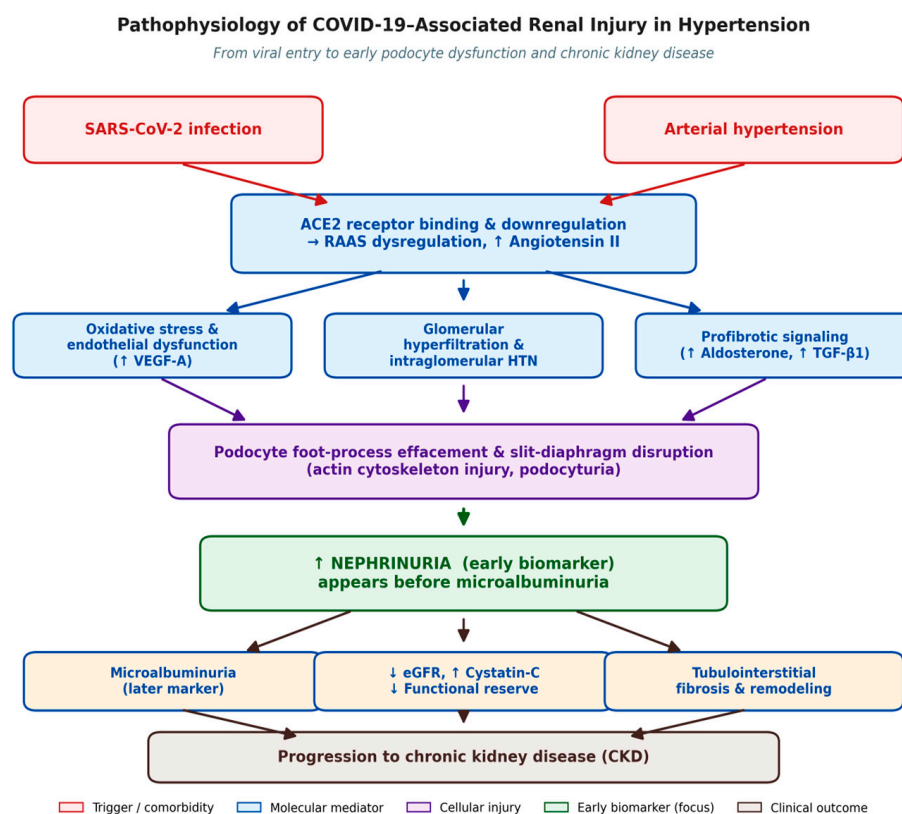 Pathophysiology of COVID-19–Associated Renal Injury in Hypertension
From viral entry to early podocyte dysfunction and chronic kidney disease
SARS-CoV-2 infection
Arterial hypertension
ACE2 receptor binding & downregulation
→ RAAS dysregulation, ↑ Angiotensin II
Oxidative stress &
endothelial dysfunction
(↑ VEGF-A)
Glomerular
hyperfiltration &
intraglomerular HTN
Profibrotic signaling
(↑ Aldosterone, ↑ TGF-β1)
Podocyte foot-process effacement & slit-diaphragm disruption
(actin cytoskeleton injury, podocyturia)
↑ NEPHRINURIA (early biomarker)
appears before microalbuminuria
Microalbuminuria
(later marker)
↓ eGFR, ↑ Cystatin-C
↓ Functional reserve
Tubulointerstitial
fibrosis & remodeling
Progression to chronic kidney disease (CKD)
Trigger / comorbidity
Molecular mediator
Cellular injury
Early biomarker (focus)
Clinical outcome